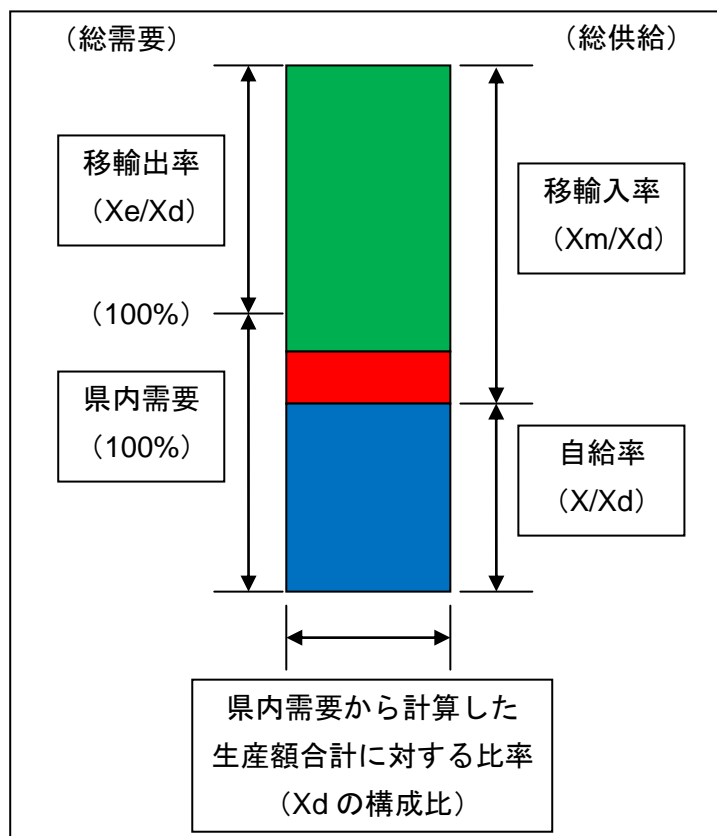 （総需要）
（総供給）
移輸出率
（Xe/Xd）
移輸入率
（Xm/Xd）
（100%）
県内需要
（100%）
自給率
（X/Xd）
県内需要から計算した
生産額合計に対する比率
（Xd の構成比）